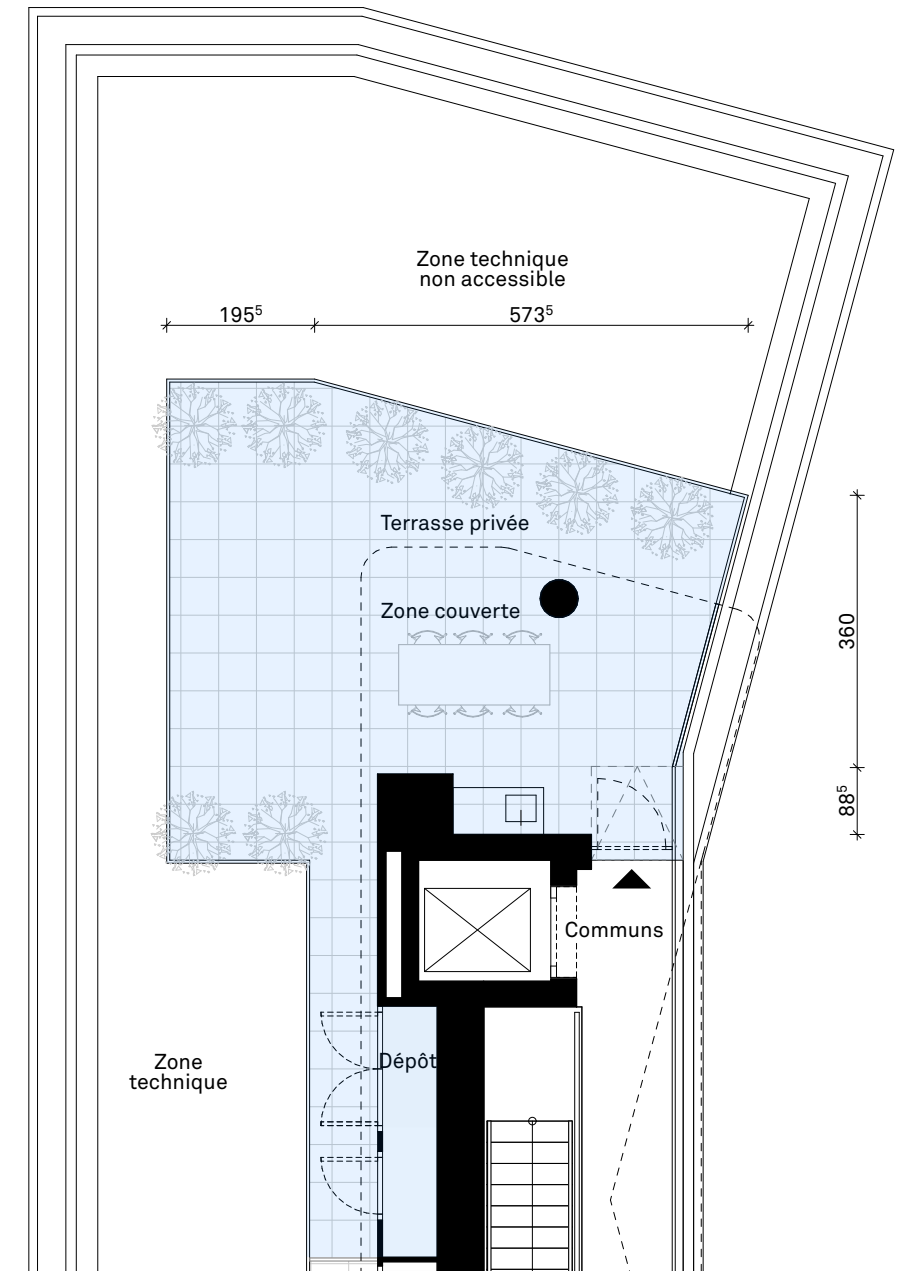 Zone technique
non accessible
195⁵
573⁵
Terrasse privée
Zone couverte
360
88⁵
Communs
Dépôt
Zone
technique